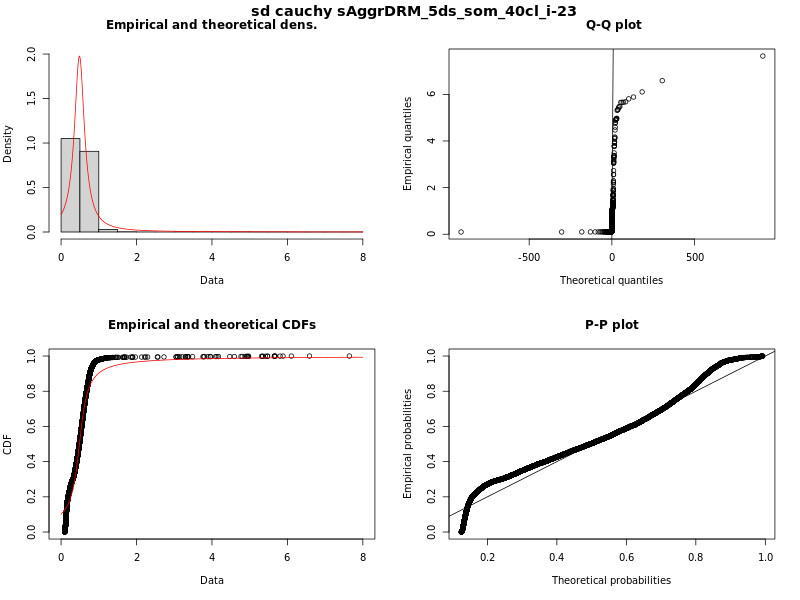 sd cauchy sAggrDRM_5ds_som_40cl_i-23
Empirical and theoretical dens.
Density
0.0 0.5 1.0 1.5 2.0
0 2 4 6 8
Data
Q-Q plot
Empirical quantiles
0 2 4 6
-500 0 500
Theoretical quantiles
Empirical and theoretical CDFs
CDF
0.0 0.2 0.4 0.6 0.8 1.0
0 2 4 6 8
Data
P-P plot
Empirical probabilities
0.0 0.2 0.4 0.6 0.8 1.0
0.2 0.4 0.6 0.8 1.0
Theoretical probabilities